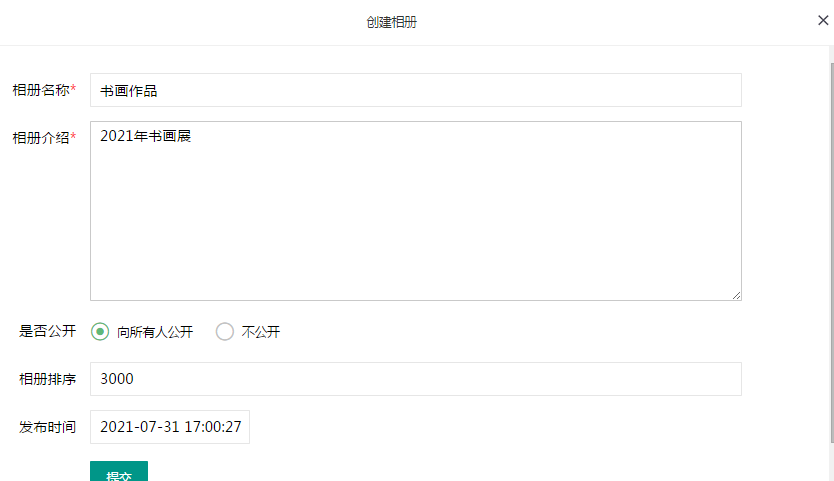 创建相册
相册名称* 书画作品
相册介绍* 2021年书画展
是否公开 向所有人公开 不公开
相册排序 3000
发布时间 2021-07-31 17:00:27
提交